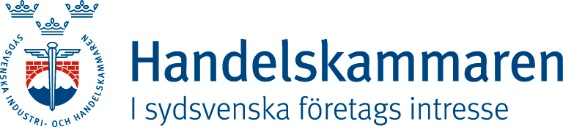 SYDSVENSKA INDUSTRI- OCH HANDELSKAMMAREN
Handelskammaren
I sydsvenska företags intresse